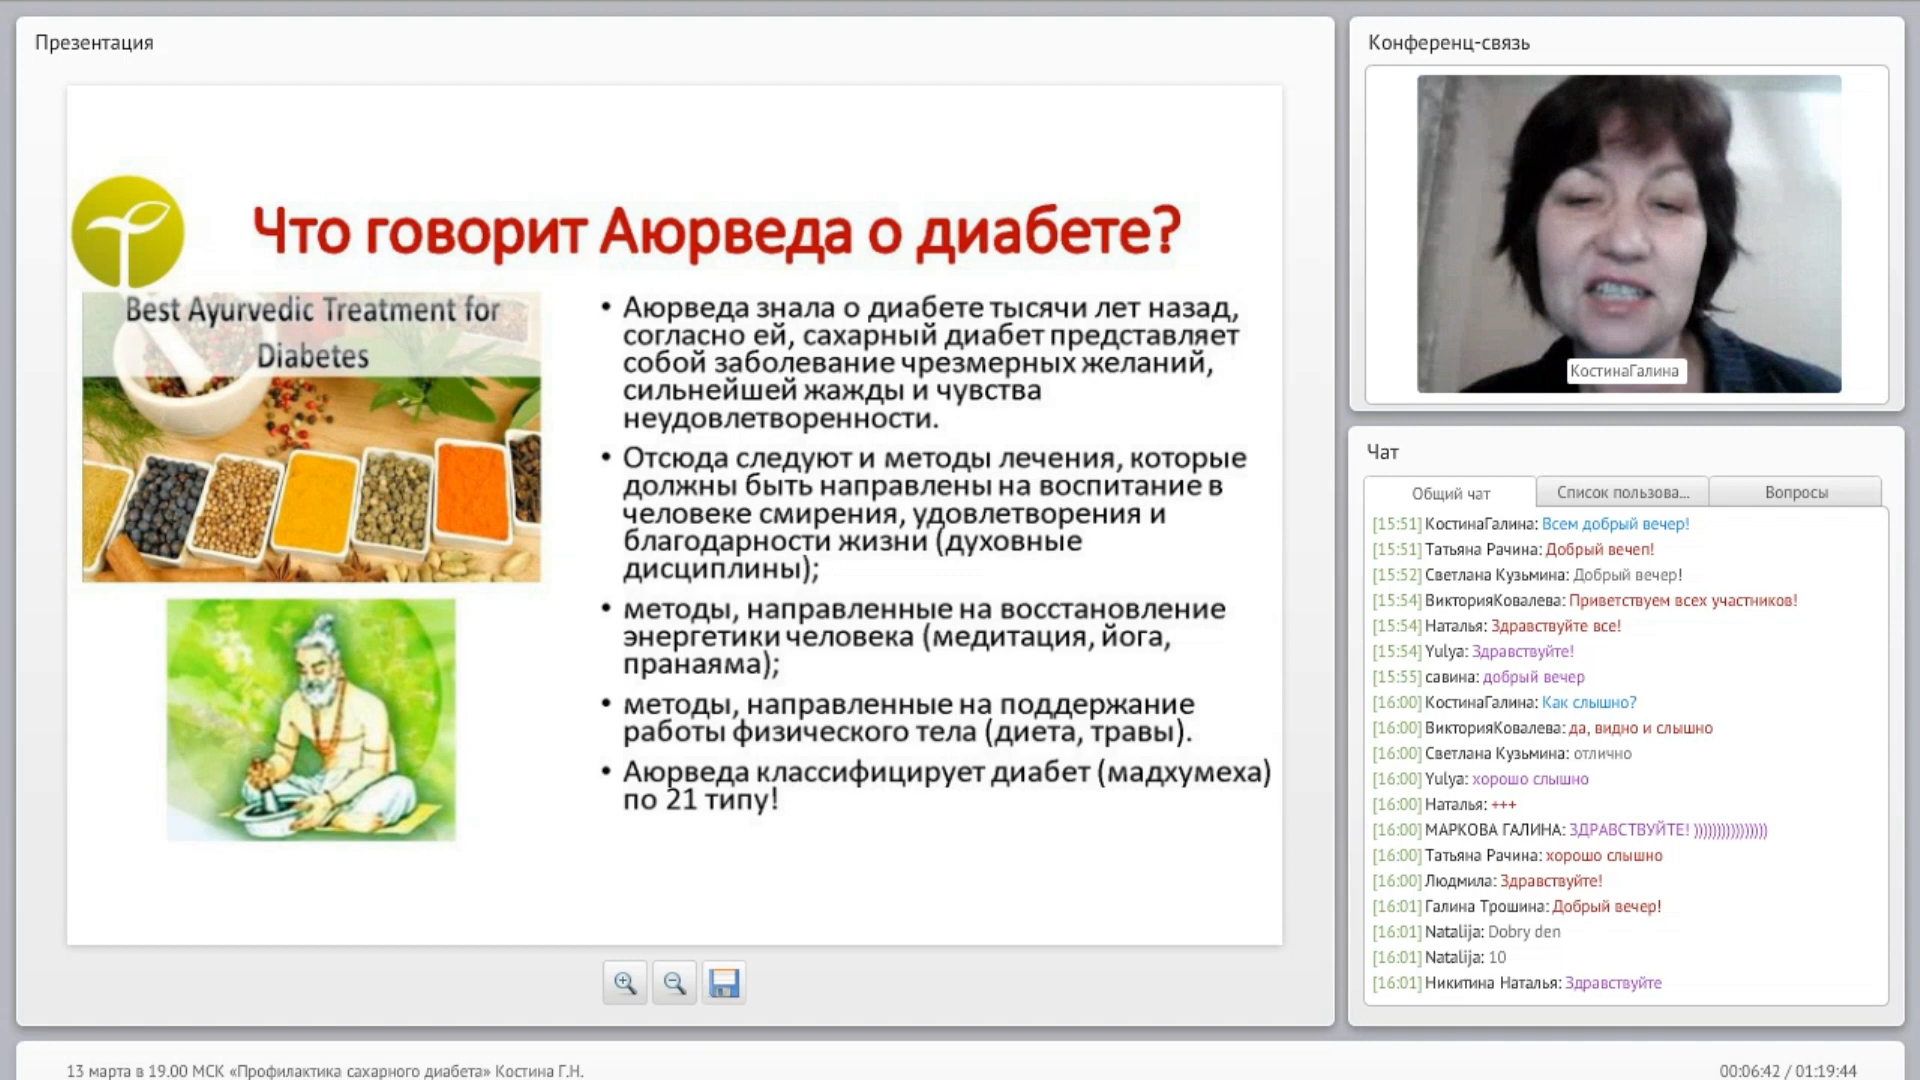 Презентация
Что говорит Аюрведа о диабете?
Best Ayurvedic Treatment for
Diabetes
• Аюрведа знала о диабете тысячи лет назад,
согласно ей, сахарный диабет представляет
собой заболевание чрезмерных желаний,
сильнейшей жажды и чувства
неудовлетворенности.
• Отсюда следуют и методы лечения, которые
должны быть направлены на воспитание в
человеке смирения, удовлетворения и
благодарности жизни (духовные
дисциплины);
• методы, направленные на восстановление
энергетики человека (медитация, йога,
пранаяма);
• методы, направленные на поддержание
работы физического тела (диета, травы).
• Аюрведа классифицирует диабет (мадхумеха)
по 21 типу!
Конференц-связь
КостинаГалина
Чат
Общий чат
Список пользова...
Вопросы
[15:51] КостинаГалина: Всем добрый вечер!
[15:51] Татьяна Рачина: Добрый вечеп!
[15:52] Светлана Кузьмина: Добрый вечер!
[15:54] ВикторияКовалева: Приветствуем всех участников!
[15:54] Наталья: Здравствуйте все!
[15:54] Yulya: Здравствуйте!
[15:55] савина: добрый вечер
[16:00] КостинаГалина: Как слышно?
[16:00] ВикторияКовалева: да, видно и слышно
[16:00] Светлана Кузьмина: отлично
[16:00] Yulya: хорошо слышно
[16:00] Наталья: +++
[16:00] МАРКОВА ГАЛИНА: ЗДРАВСТВУЙТЕ! ))))))))))))))))
[16:00] Татьяна Рачина: хорошо слышно
[16:00] Людмила: Здравствуйте!
[16:01] Галина Трошина: Добрый вечер!
[16:01] Natalija: Dobry den
[16:01] Natalija: 10
[16:01] Никитина Наталья: Здравствуйте
13 марта в 19.00 МСК «Профилактика сахарного диабета» Костина Г.Н.
00:06:42 / 01:19:44